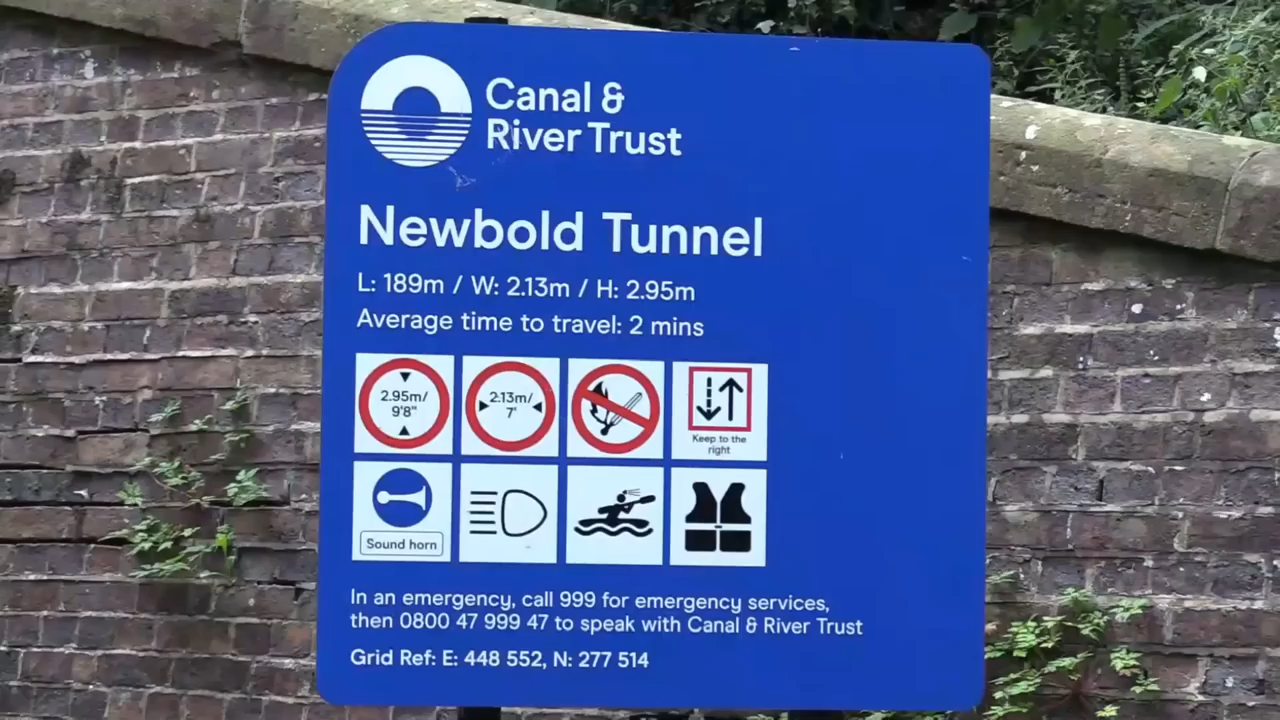 Canal &
River Trust
Newbold Tunnel
L: 189m / W: 2.13m / H: 2.95m
Average time to travel: 2 mins
2.95m/
9'8"
2.13m/
7'
Keep to the
right
Sound horn
In an emergency, call 999 for emergency services,
then 0800 47 999 47 to speak with Canal & River Trust
Grid Ref: E: 448 552, N: 277 514